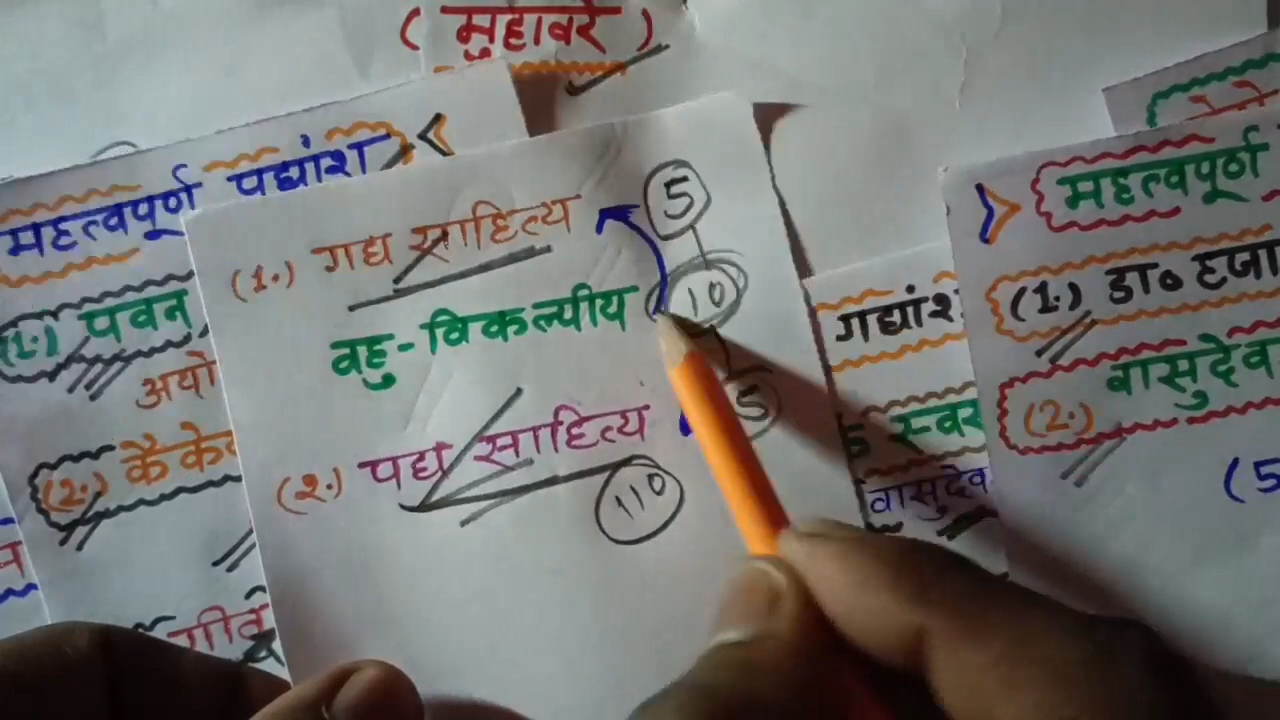 ( मुहावरे )
महत्वपूर्ण पद्यांश
(1.) पवन
अयो
(2.) कैकेय
गीत
(1.) गद्य साहित्य
5
बहु-विकल्पीय
10
5
(२.) पद्य साहित्य
110
गद्यांश
के स्वर
वासुदेव
महत्वपूर्ण
(1.) डा० हजा
(2.) वासुदेव
(5